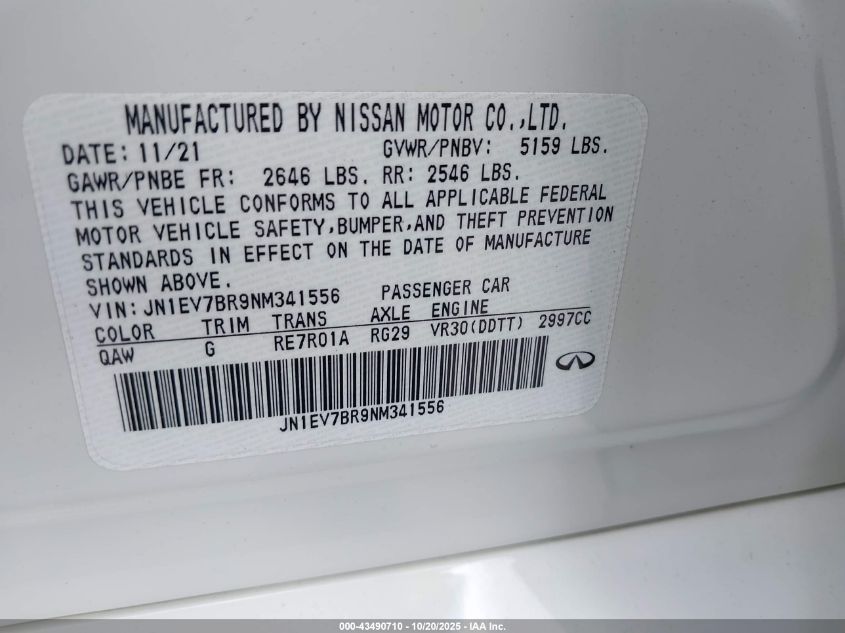 MANUFACTURED BY NISSAN MOTOR CO.,LTD.
DATE: 11/21 GVWR/PNBV: 5159 LBS.
GAWR/PNBE FR: 2646 LBS. RR: 2546 LBS.
THIS VEHICLE CONFORMS TO ALL APPLICABLE FEDERAL
MOTOR VEHICLE SAFETY,BUMPER,AND THEFT PREVENTION
STANDARDS IN EFFECT ON THE DATE OF MANUFACTURE
SHOWN ABOVE.
VIN: JN1EV7BR9NM341556 PASSENGER CAR
COLOR TRIM TRANS AXLE ENGINE
QAW G RE7R01A RG29 VR30(DDTT) 2997CC
JN1EV7BR9NM341556
000-43490710 - 10/20/2025 - IAA Inc.